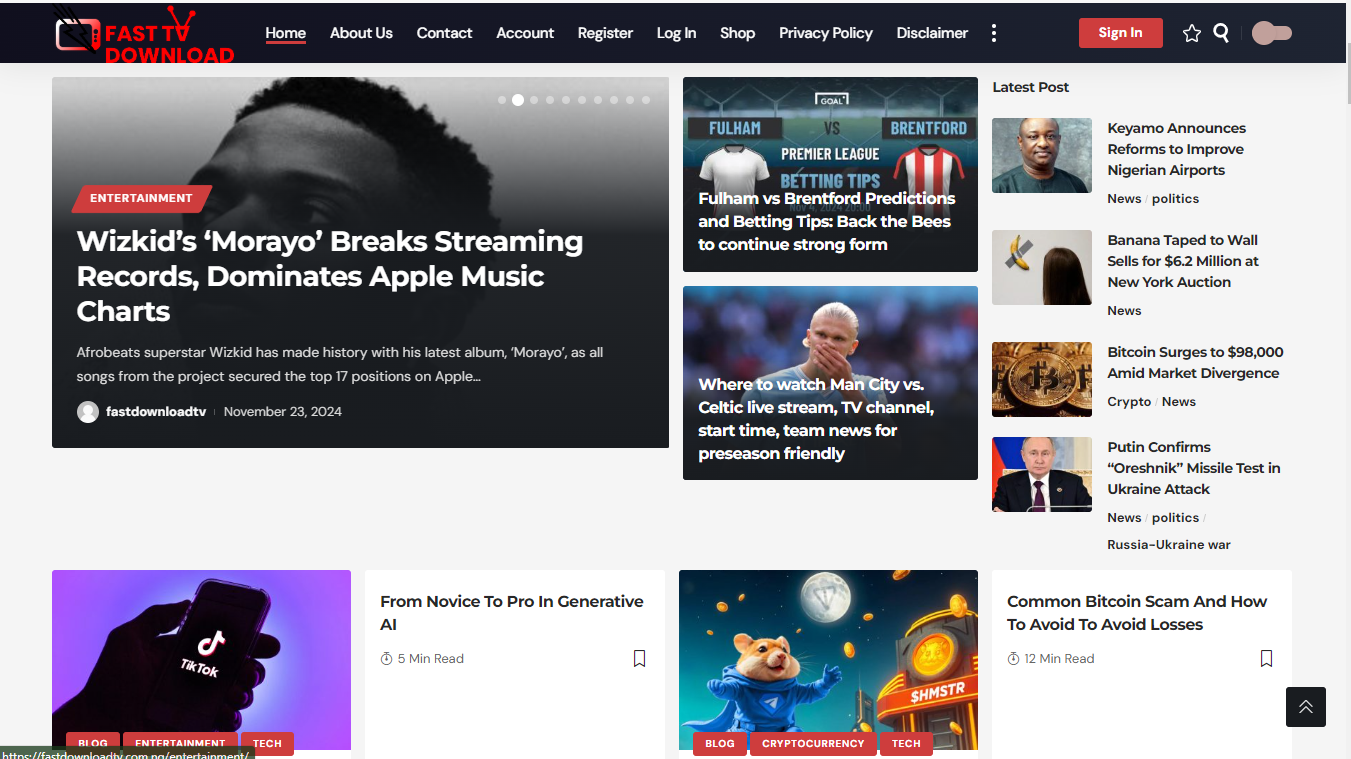 FAST TV
DOWNLOAD
Home
About Us
Contact
Account
Register
Log In
Shop
Privacy Policy
Disclaimer
Sign In
ENTERTAINMENT
Wizkid’s ‘Morayo’ Breaks Streaming
Records, Dominates Apple Music
Charts
Afrobeats superstar Wizkid has made history with his latest album, ‘Morayo’, as all
songs from the project secured the top 17 positions on Apple...
fastdownloadtv
November 23, 2024
GOAL
FULHAM
VS
BRENTFORD
PREMIER LEAGUE
BETTING TIPS
Nov 4, 2024 20:00
Fulham vs Brentford Predictions
and Betting Tips: Back the Bees
to continue strong form
Where to watch Man City vs.
Celtic live stream, TV channel,
start time, team news for
preseason friendly
Latest Post
Keyamo Announces
Reforms to Improve
Nigerian Airports
News / politics
Banana Taped to Wall
Sells for $6.2 Million at
New York Auction
News
Bitcoin Surges to $98,000
Amid Market Divergence
Crypto / News
Putin Confirms
“Oreshnik” Missile Test in
Ukraine Attack
News / politics /
Russia-Ukraine war
TikTok
BLOG
ENTERTAINMENT
TECH
From Novice To Pro In Generative
AI
5 Min Read
$HMSTR
BLOG
CRYPTOCURRENCY
TECH
Common Bitcoin Scam And How
To Avoid To Avoid Losses
12 Min Read
https://fastdownloadtv.com.ng/entertainment/